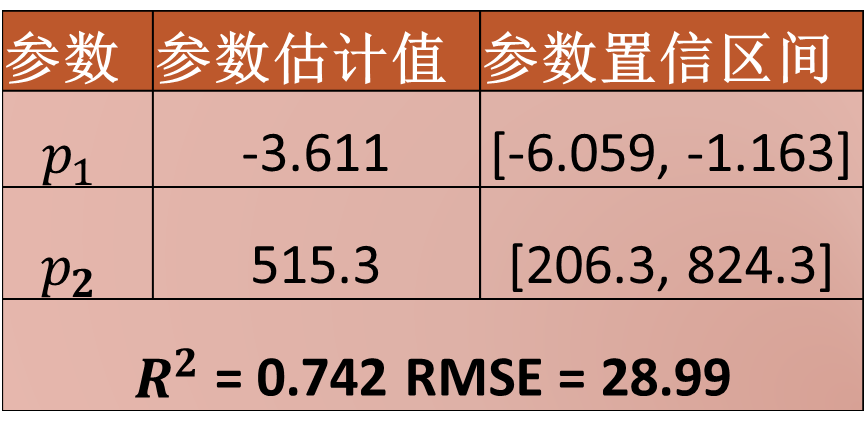 参数 参数估计值 参数置信区间
p₁ -3.611 [-6.059, -1.163]
p₂ 515.3 [206.3, 824.3]
R² = 0.742 RMSE = 28.99